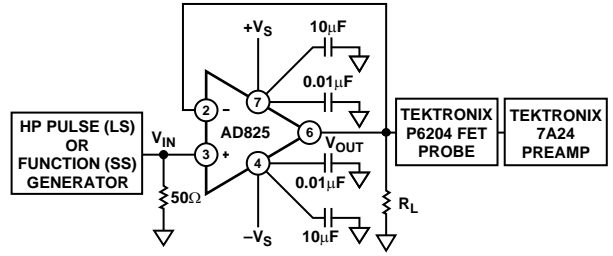 +VS
10μF
0.01μF
2
−
7
AD825
6
3
+
4
VOUT
0.01μF
10μF
−VS
HP PULSE (LS)
OR
FUNCTION (SS)
GENERATOR
VIN
50Ω
TEKTRONIX
P6204 FET
PROBE
TEKTRONIX
7A24
PREAMP
RL